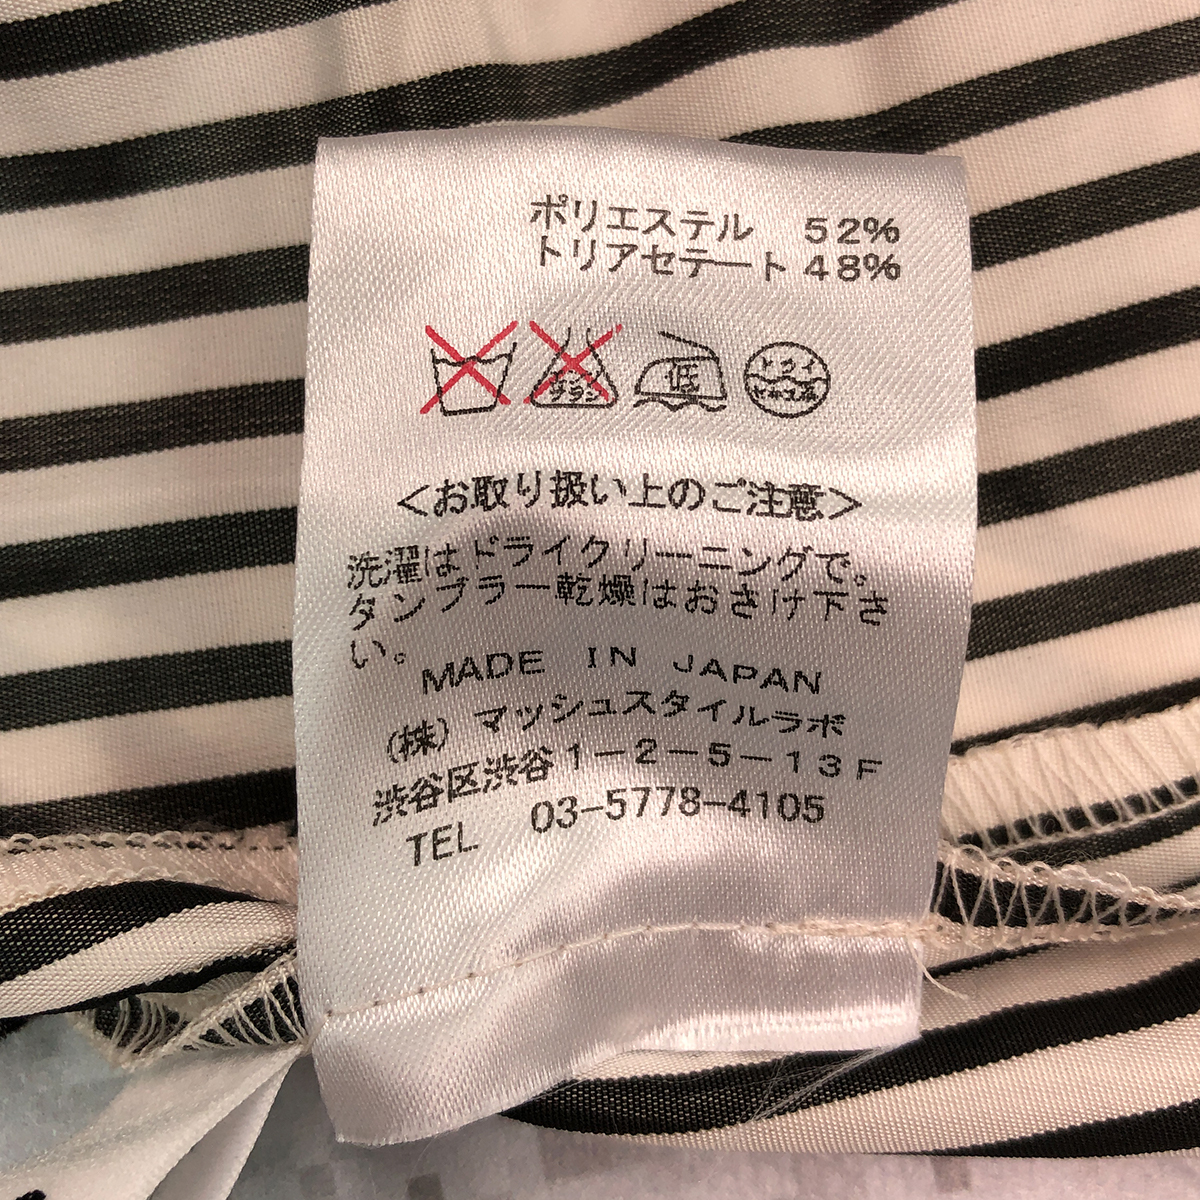 ポリエステル 52%
トリアセテート 48%
低
ドライ
<お取り扱い上のご注意>
洗濯はドライクリーニングで。
タンブラー乾燥はおさけ下さ
い。
MADE IN JAPAN
(株) マッシュスタイルラボ
渋谷区渋谷1-2-5-13F
TEL 03-5778-4105